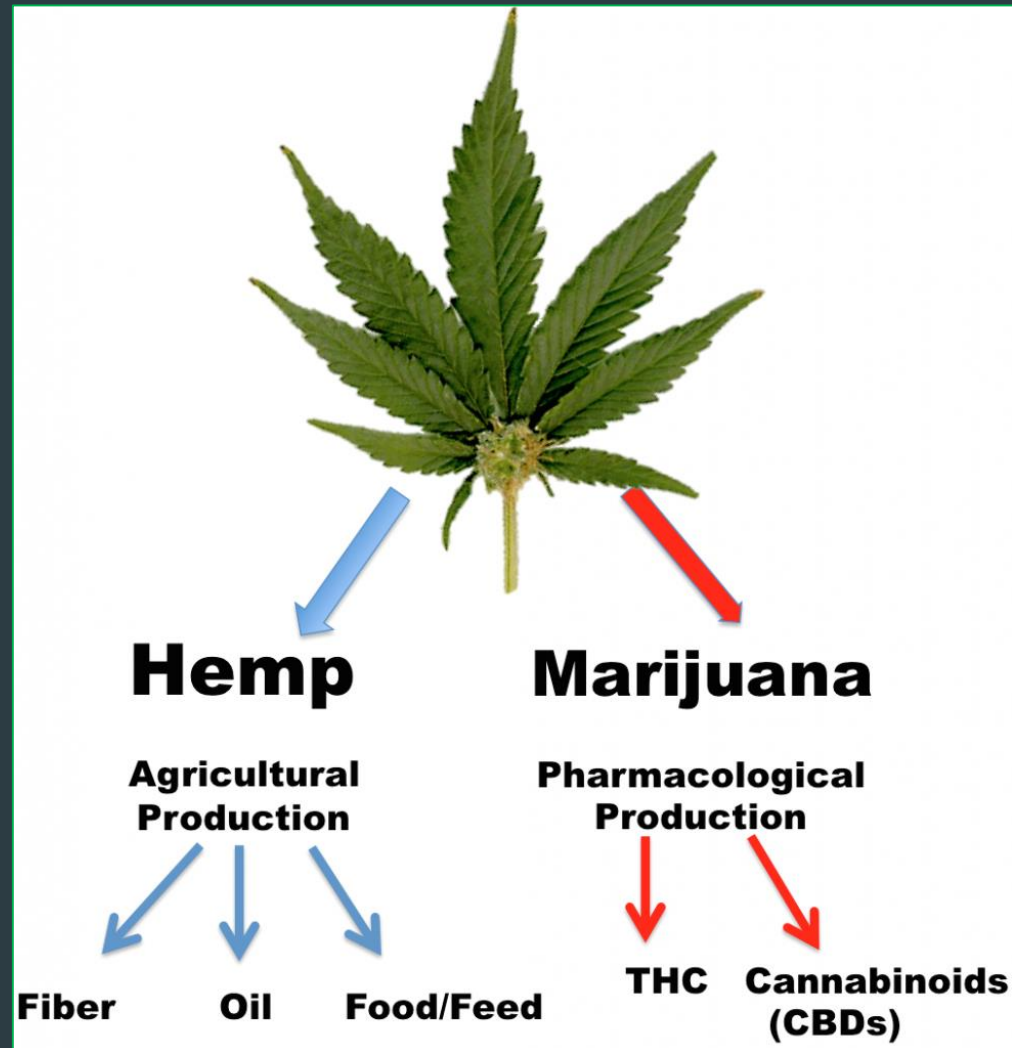 Hemp
Marijuana
Agricultural
Production
Pharmacological
Production
Fiber
Oil
Food/Feed
THC
Cannabinoids
(CBDs)